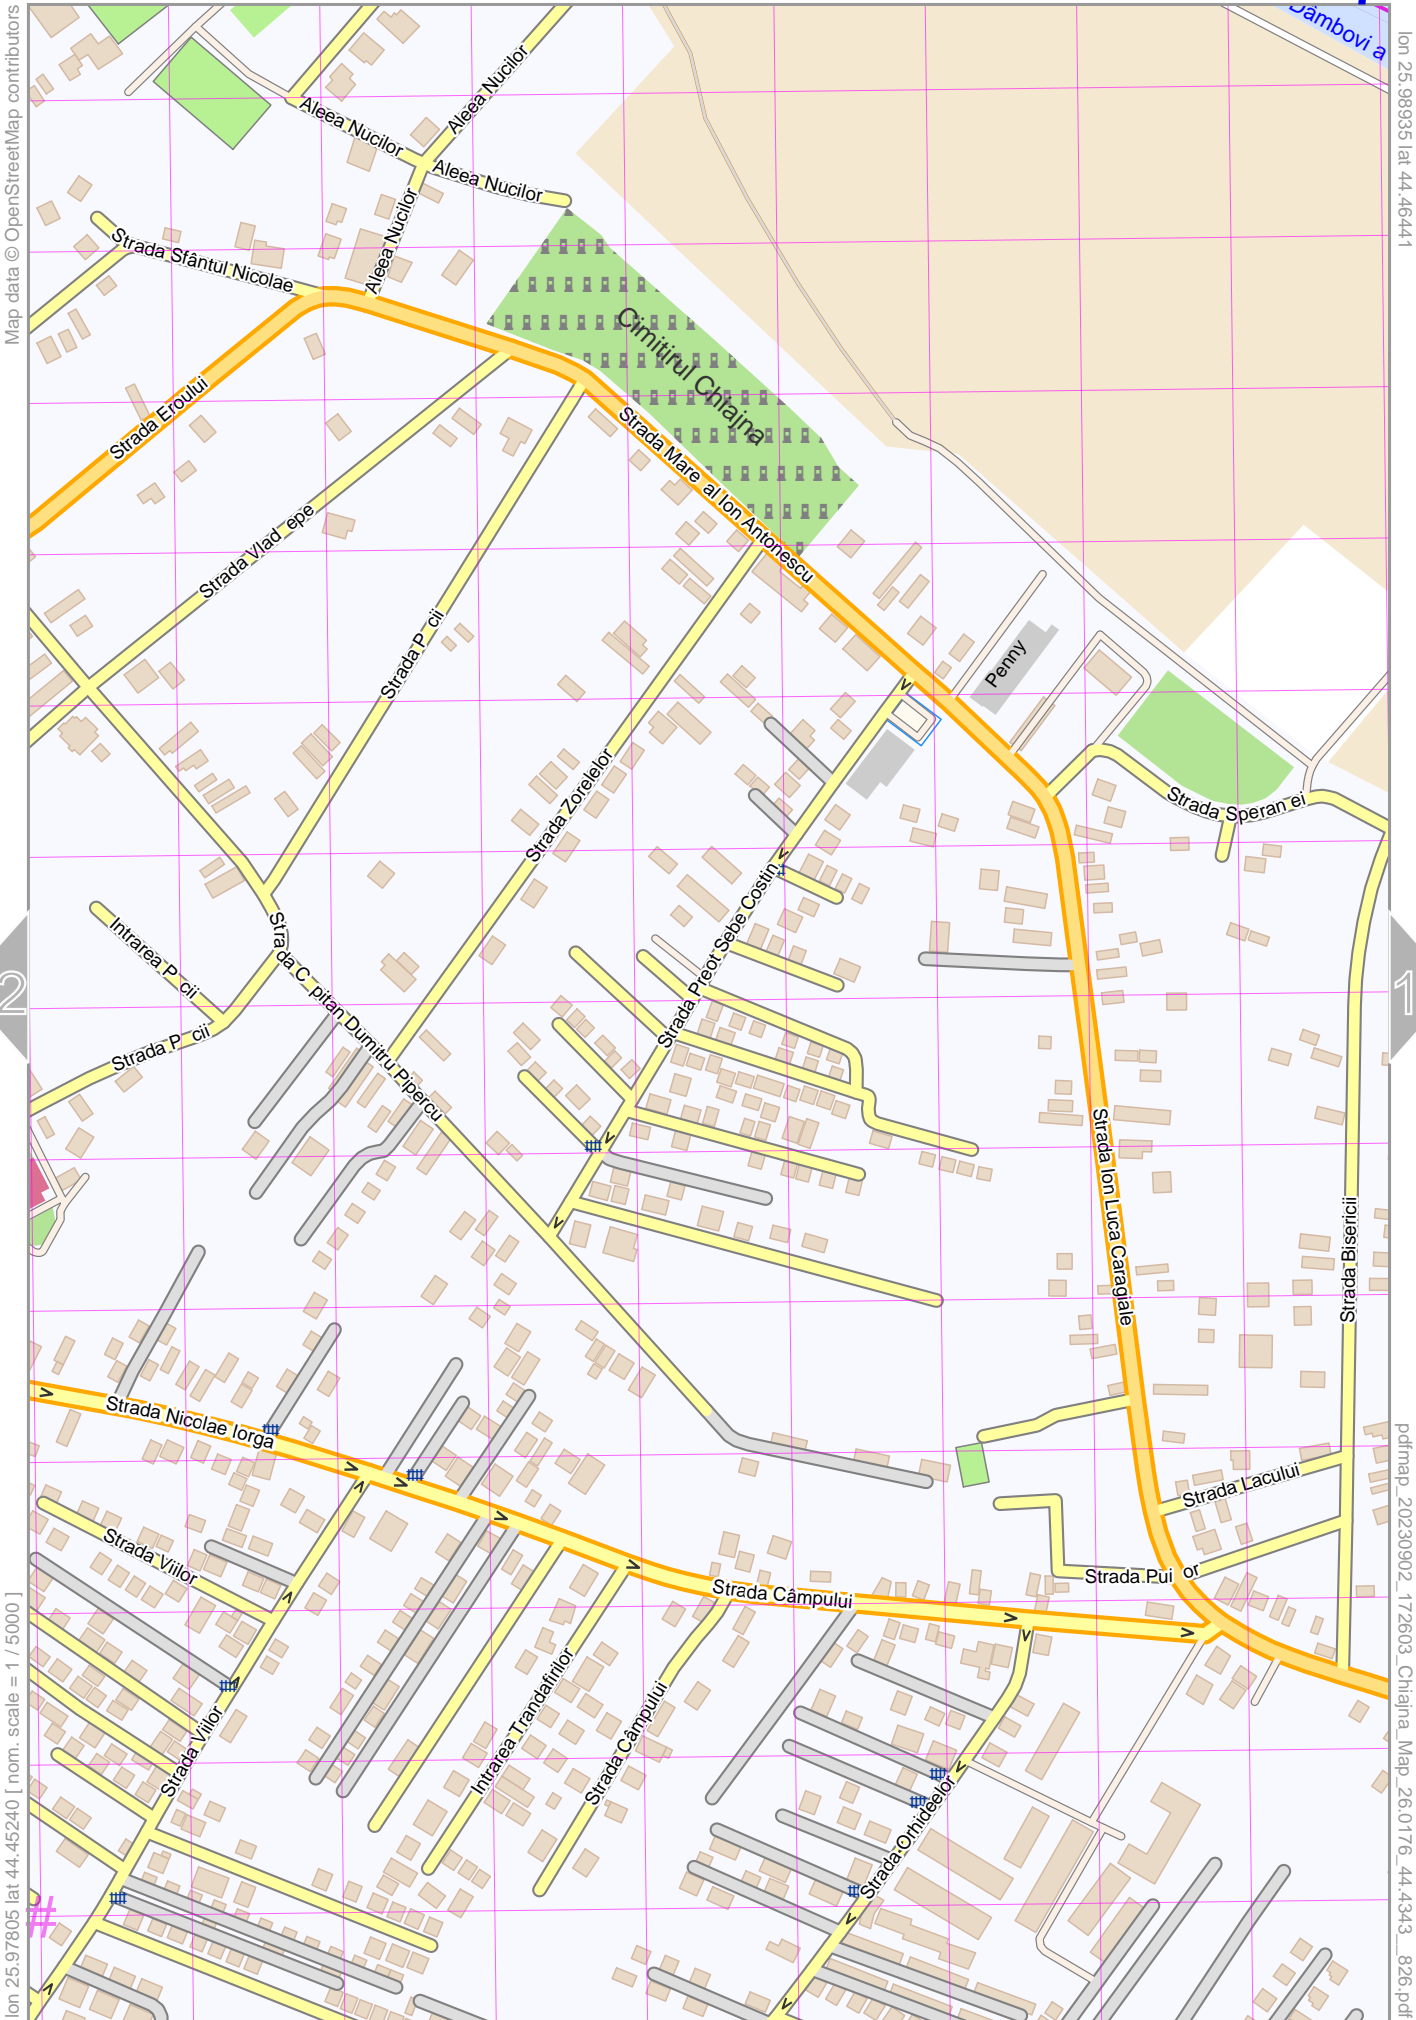 Map data © OpenStreetMap contributors
lon 25.98935 lat 44.46441
Dâmbovi a
Aleea Nucilor
Aleea Nucilor
Aleea Nucilor
Aleea Nucilor
Strada Sfântul Nicolae
Cimitirul Chiajna
Strada Eroului
Strada Mare al Ion Antonescu
Strada Vlad epe
Strada P cii
Penny
Strada Zorelelor
Strada Speran ei
Strada Preot Sebe Costin
Intrarea P cii
Strada C pitan Dumitru Pipercu
2
1
Strada P cii
Strada Ion Luca Caragiale
Strada Bisericii
Strada Nicolae Iorga
Strada Lacului
Strada Viilor
Strada Pui or
Strada Câmpului
Intrarea Trandafirilor
Strada Câmpului
Strada Viilor
Strada Orhideelor
#
lon 25.97805 lat 44.45240 [ nom. scale = 1 / 5000 ]
pdfmap_20230902_172603_Chiajna_Map_26.0176_44.4343__826.pdf